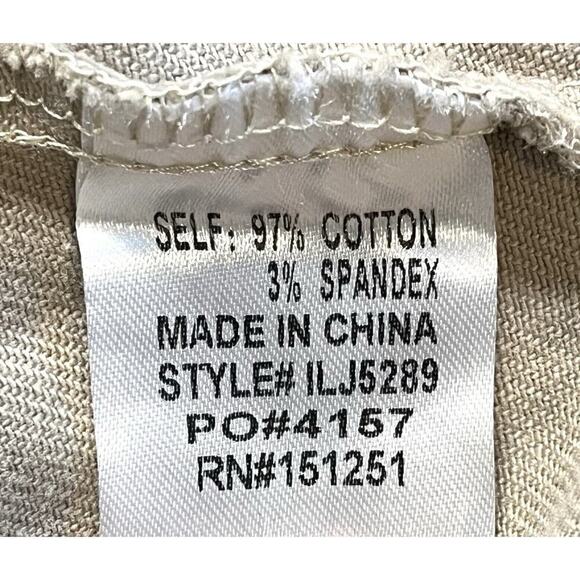 SELF: 97% COTTON
3% SPANDEX
MADE IN CHINA
STYLE# ILJ5289
PO#4157
RN#151251